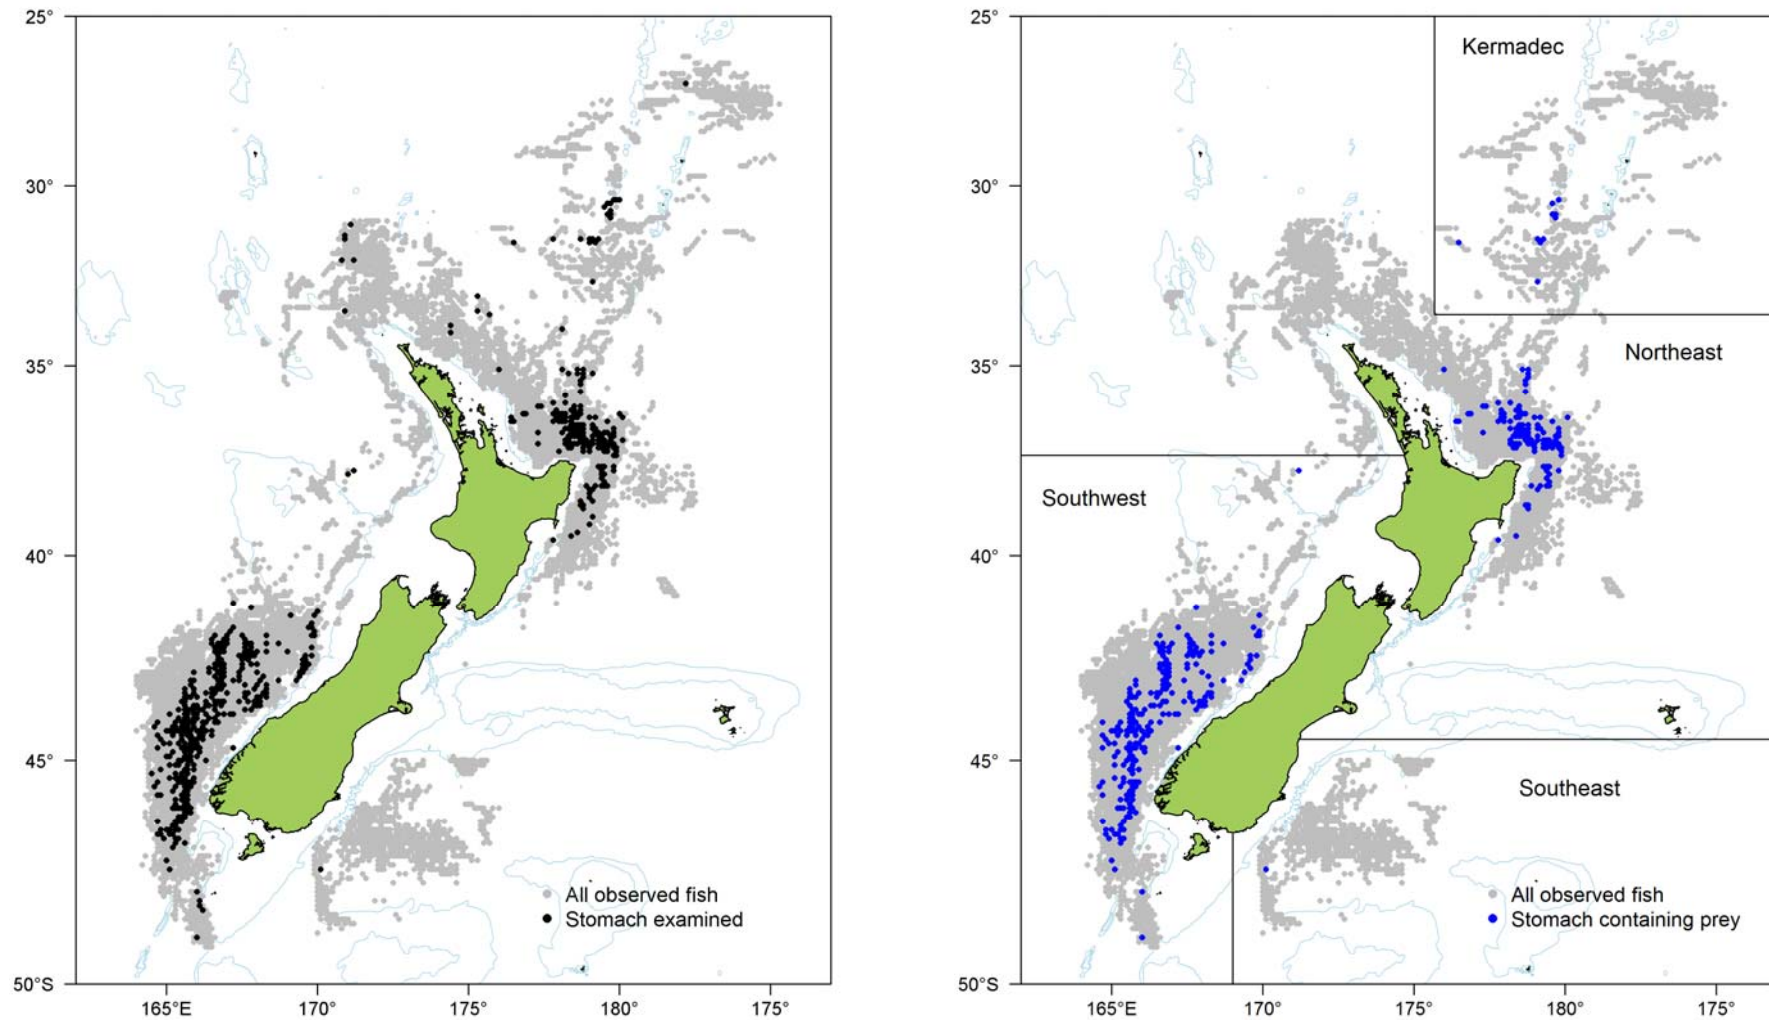 25°
30°
35°
40°
45°
50°S
165°E
170°
175°
180°
175°
All observed fish
Stomach examined
25°
30°
35°
40°
45°
50°S
165°E
170°
175°
180°
175°
Kermadec
Northeast
Southwest
Southeast
All observed fish
Stomach containing prey